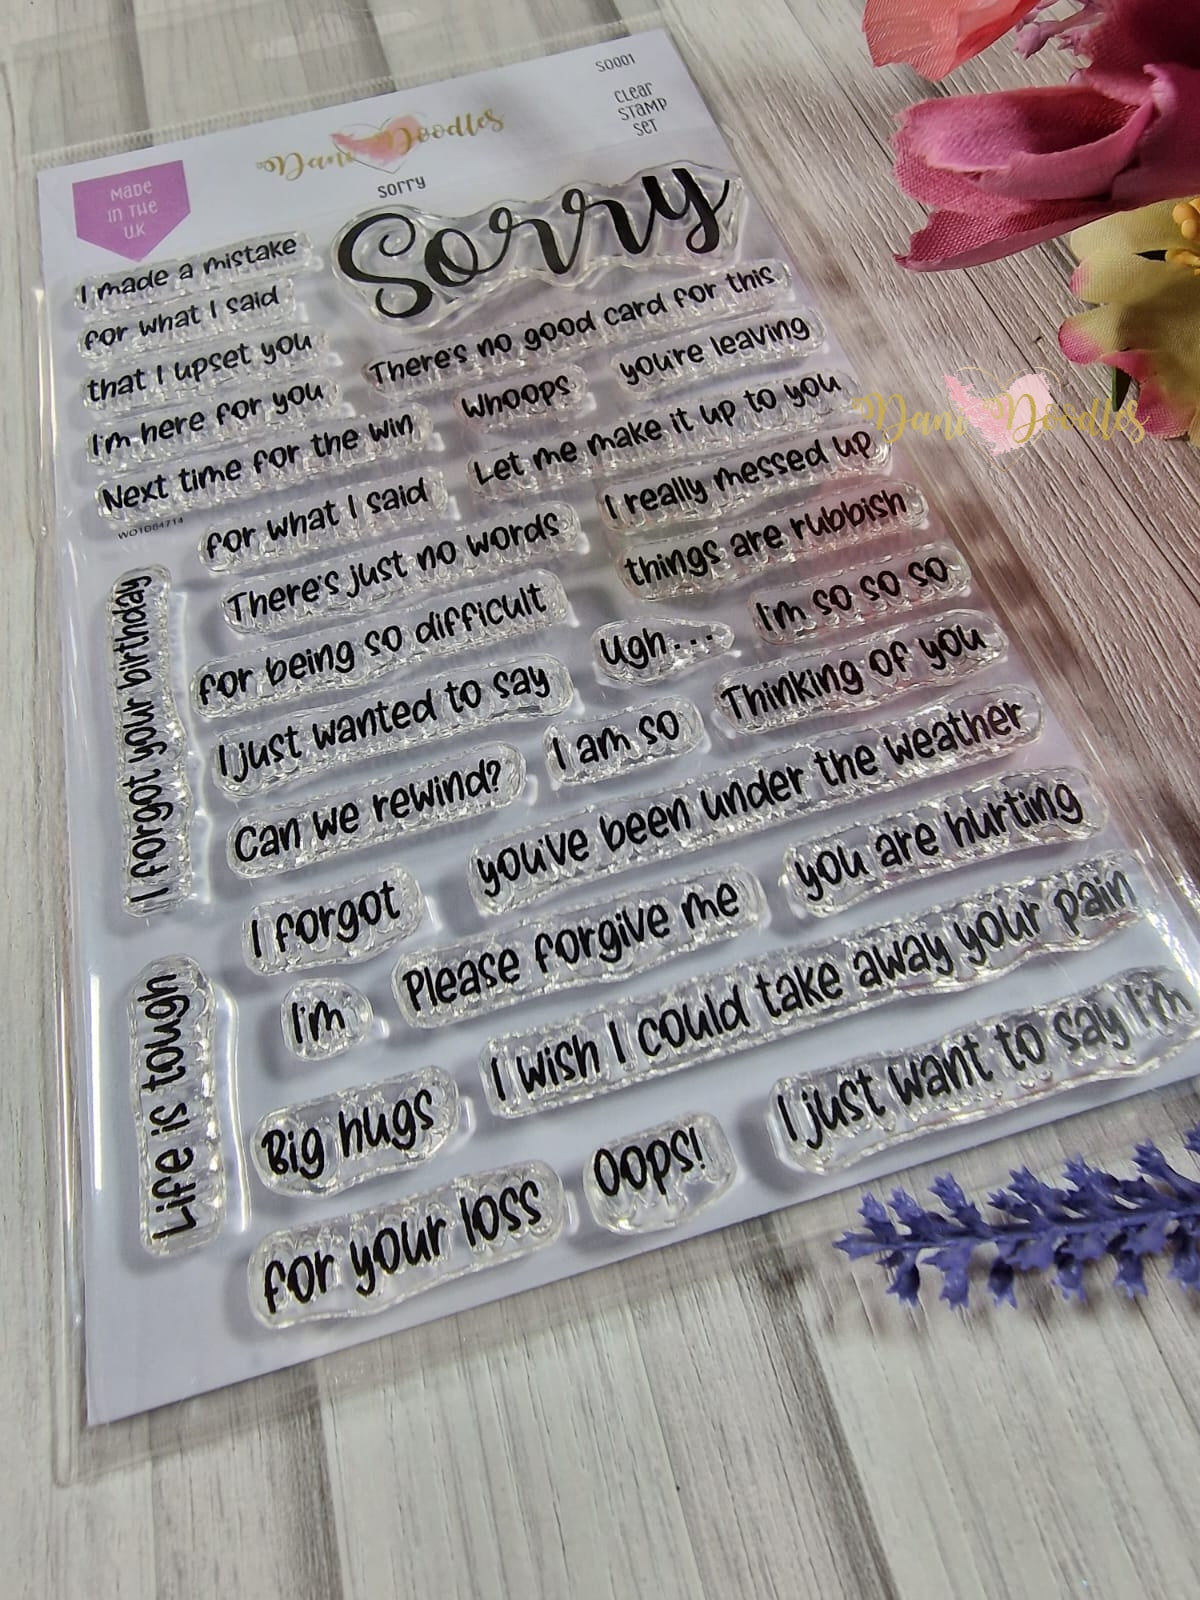 SO001
Clear
Stamp
Set
Dani Doodles
sorry
Made
in the
UK
Sorry
I made a mistake
for what I said
that I upset you
There's no good card for this
I'm here for you
Whoops
you're leaving
Next time for the win
Let me make it up to you
WO1064714
for what I said
I really messed up
There's just no words
things are rubbish
for being so difficult
Ugh...
I'm so so so
I just wanted to say
I am so
Thinking of you
I forgot your birthday
Can we rewind?
you've been under the weather
I forgot
Please forgive me
you are hurting
I'm
I wish I could take away your pain
Life is tough
Big hugs
Oops!
I just want to say I'm
for your loss
Dani Doodles